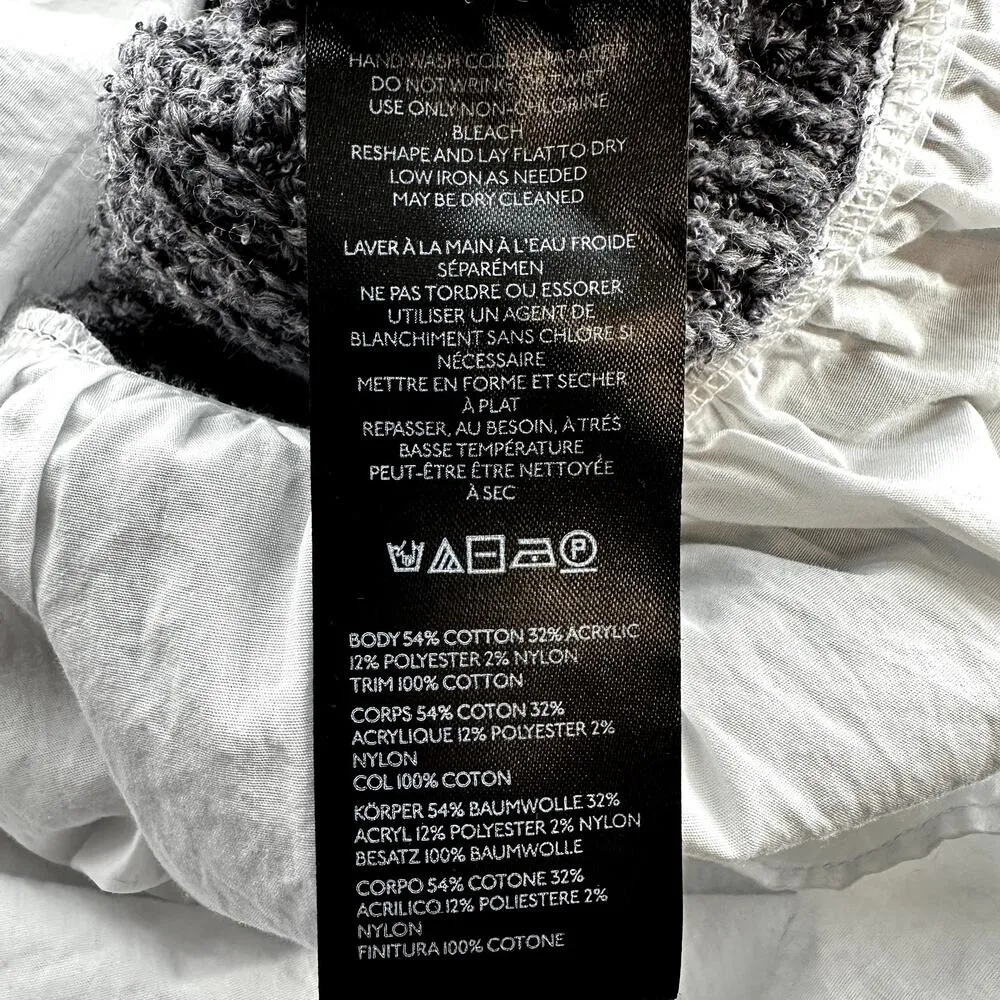 HAND WASH COLD SEPARATELY
DO NOT WRING OR TWIST
USE ONLY NON-CHLORINE
BLEACH
RESHAPE AND LAY FLAT TO DRY
LOW IRON AS NEEDED
MAY BE DRY CLEANED
LAVER À LA MAIN À L'EAU FROIDE
SÉPARÉMEN
NE PAS TORDRE OU ESSORER
UTILISER UN AGENT DE
BLANCHIMENT SANS CHLORE SI
NÉCESSAIRE
METTRE EN FORME ET SECHER
À PLAT
REPASSER, AU BESOIN, À TRÉS
BASSE TEMPÉRATURE
PEUT-ÊTRE ÊTRE NETTOYÉE
À SEC
P
BODY 54% COTTON 32% ACRYLIC
12% POLYESTER 2% NYLON
TRIM 100% COTTON
CORPS 54% COTON 32%
ACRYLIQUE 12% POLYESTER 2%
NYLON
COL 100% COTON
KÖRPER 54% BAUMWOLLE 32%
ACRYL 12% POLYESTER 2% NYLON
BESATZ 100% BAUMWOLLE
CORPO 54% COTONE 32%
ACRILICO 12% POLIESTERE 2%
NYLON
FINITURA 100% COTONE